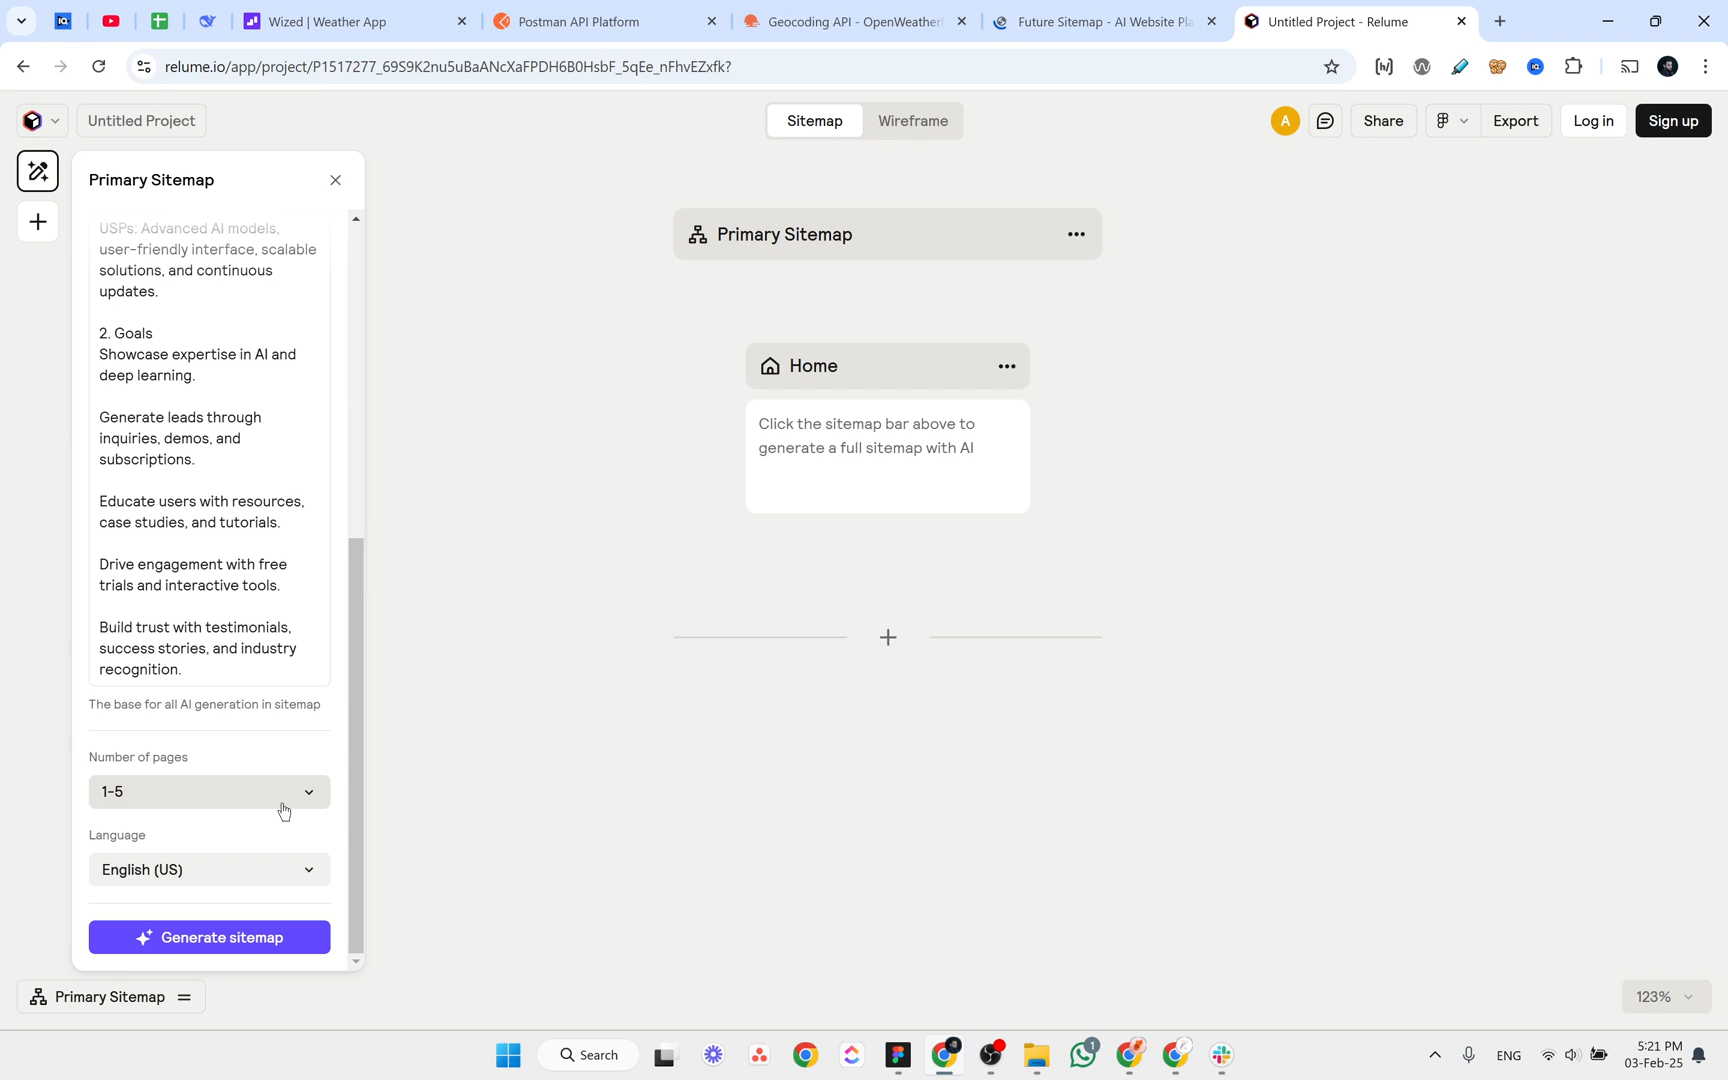 Wized | Weather App
Postman API Platform
Geocoding API - OpenWeather
Future Sitemap - AI Website Pla
Untitled Project - Relume
relume.io/app/project/P1517277_69S9K2nu5uBaANcXaFPDH6B0HsbF_5qEe_nFhvEZxfk?
Untitled Project
Sitemap
Wireframe
A
Share
Export
Log in
Sign up
Primary Sitemap
USPs: Advanced AI models,
user-friendly interface, scalable
solutions, and continuous
updates.
2. Goals
Showcase expertise in AI and
deep learning.
Generate leads through
inquiries, demos, and
subscriptions.
Educate users with resources,
case studies, and tutorials.
Drive engagement with free
trials and interactive tools.
Build trust with testimonials,
success stories, and industry
recognition.
The base for all AI generation in sitemap
Number of pages
1-5
Language
English (US)
Generate sitemap
Primary Sitemap
Home
Click the sitemap bar above to
generate a full sitemap with AI
Primary Sitemap
123%
Search
1
ENG
5:21 PM
03-Feb-25